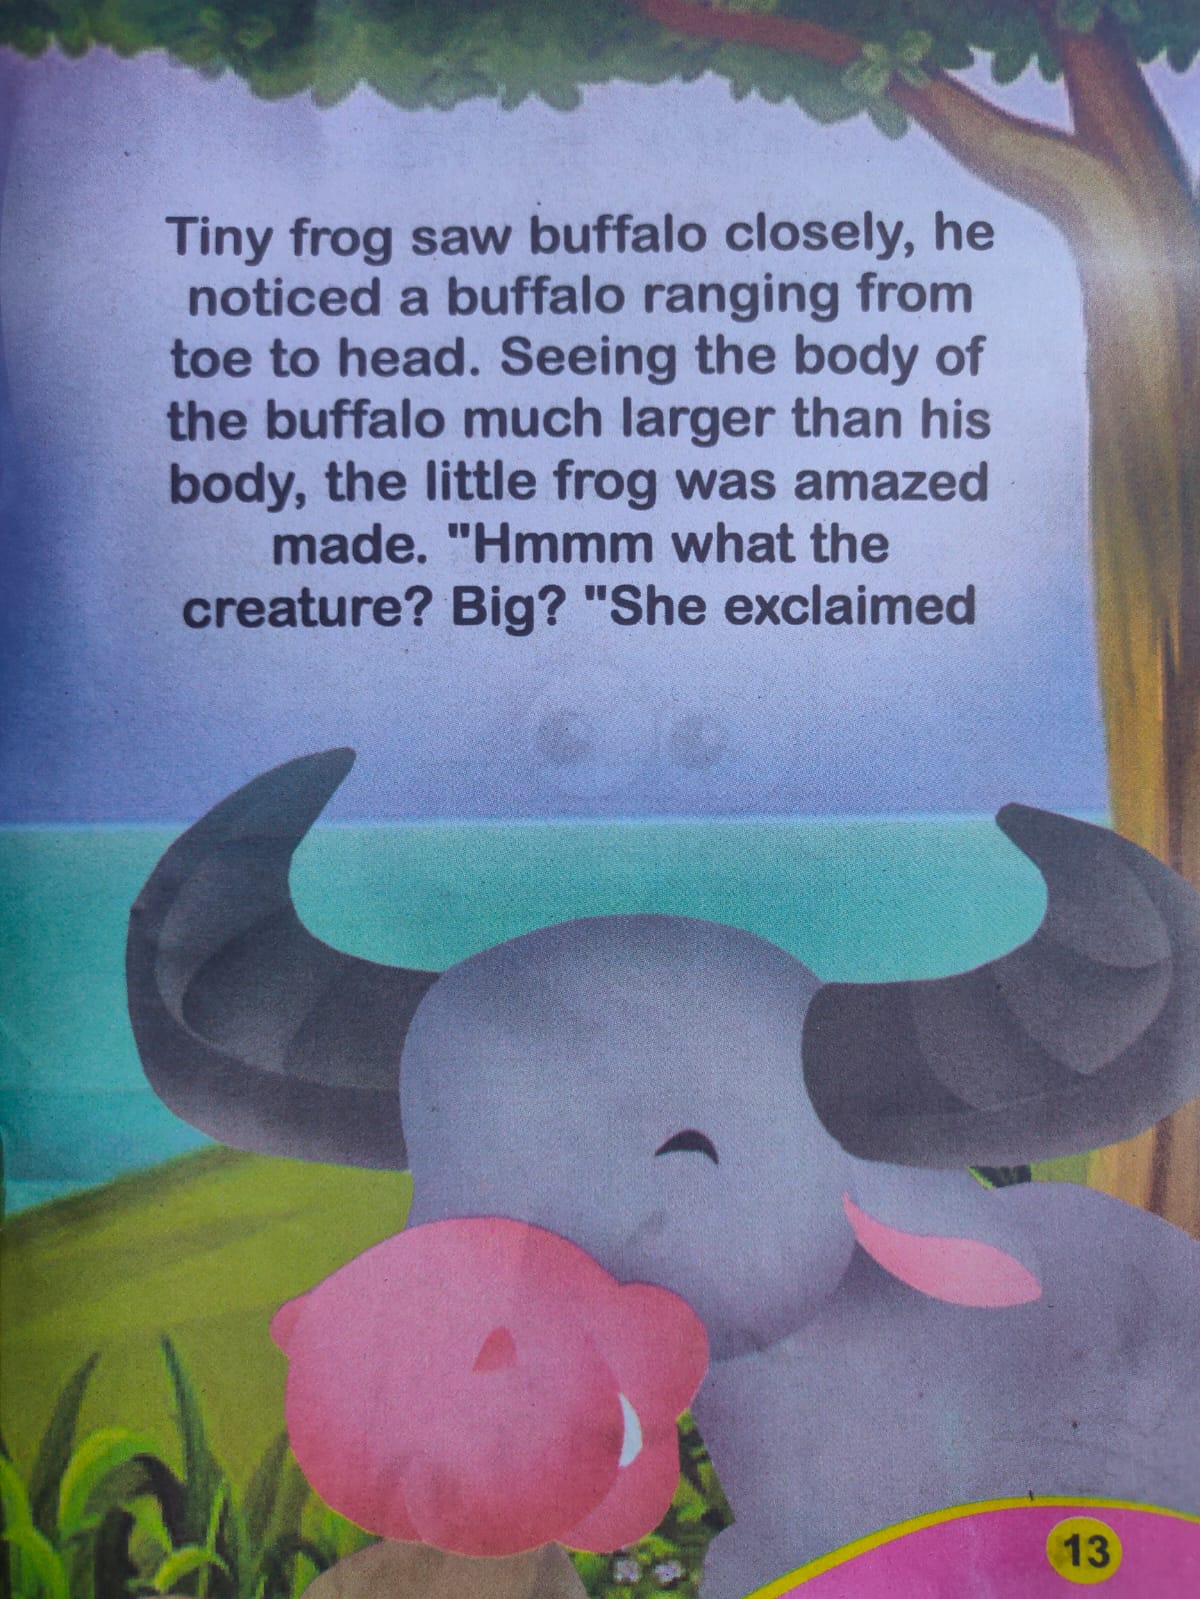 Tiny frog saw buffalo closely, he
noticed a buffalo ranging from
toe to head. Seeing the body of
the buffalo much larger than his
body, the little frog was amazed
made. "Hmmm what the
creature? Big? "She exclaimed
13